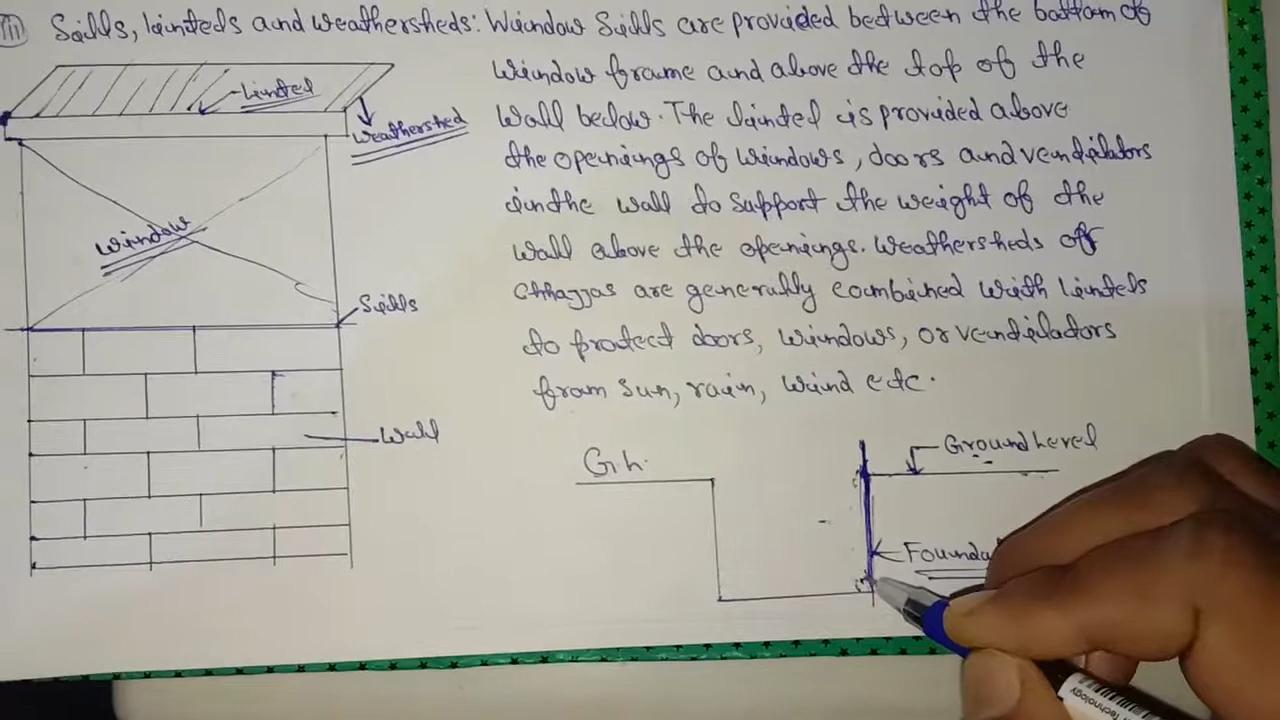 (III) Sills, Lintels and weathersheds: Window Sills are provided between the bottom of
window frame and above the top of the
wall below. The lintel is provided above
the openings of windows, doors and ventilators
in the wall to support the weight of the
wall above the openings. Weathersheds or
Chhajjas are generally combined with Lintels
to protect doors, windows, or ventilators
from sun, rain, wind etc.
Lintel
Weathershed
Window
Sills
Wall
G.L.
Ground Level
Technology